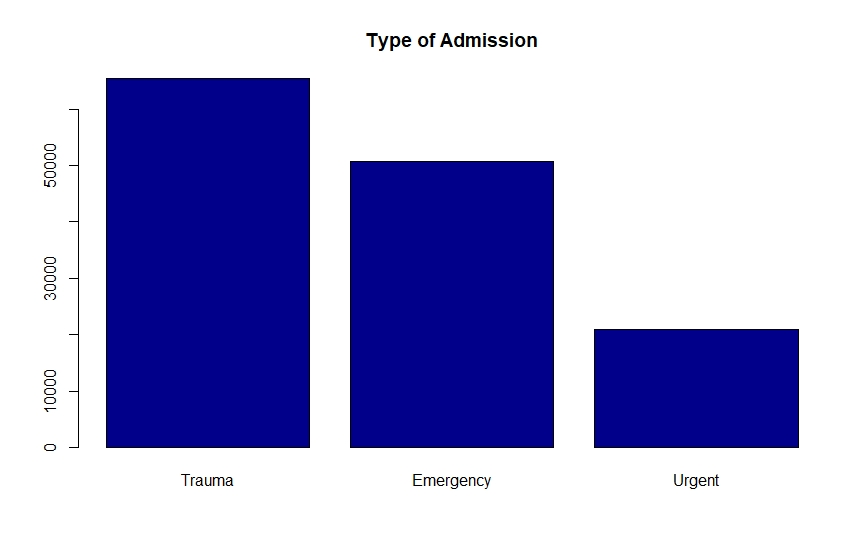 Type of Admission
50000
30000
10000
0
Trauma Emergency Urgent